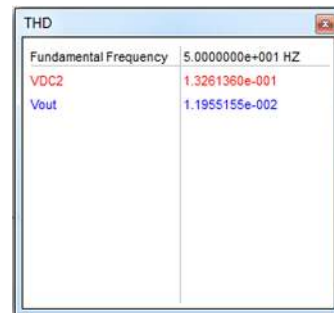 THD
Fundamental Frequency 5.0000000e+001 HZ
VDC2 1.3261360e-001
Vout 1.1955155e-002